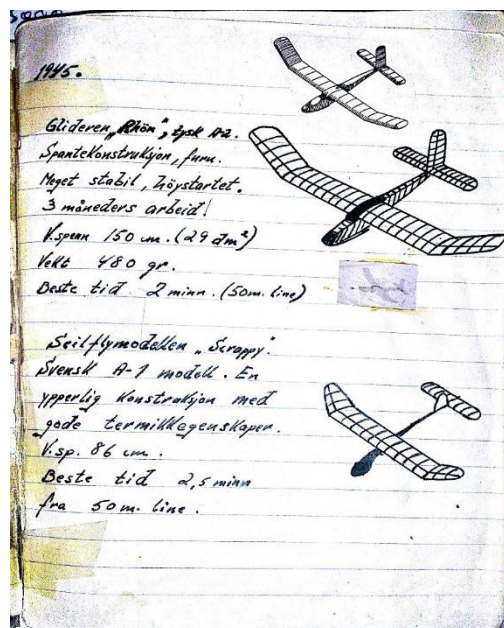 1945.
Glideren „Rhön", tysk A-2.
Spantekonstruksjon, furu.
Meget stabil, höystartet.
3 måneders arbeid!
V.spenn 150 cm. (29 dm²)
Vekt 480 gr.
Beste tid 2 minn. (50m. line)
Seilflymodellen „Scrappy".
Svensk A-1 modell. En
ypperlig konstruksjon med
gode termikkegenskaper.
V.sp. 86 cm.
Beste tid 2,5 minn
fra 50 m. line.